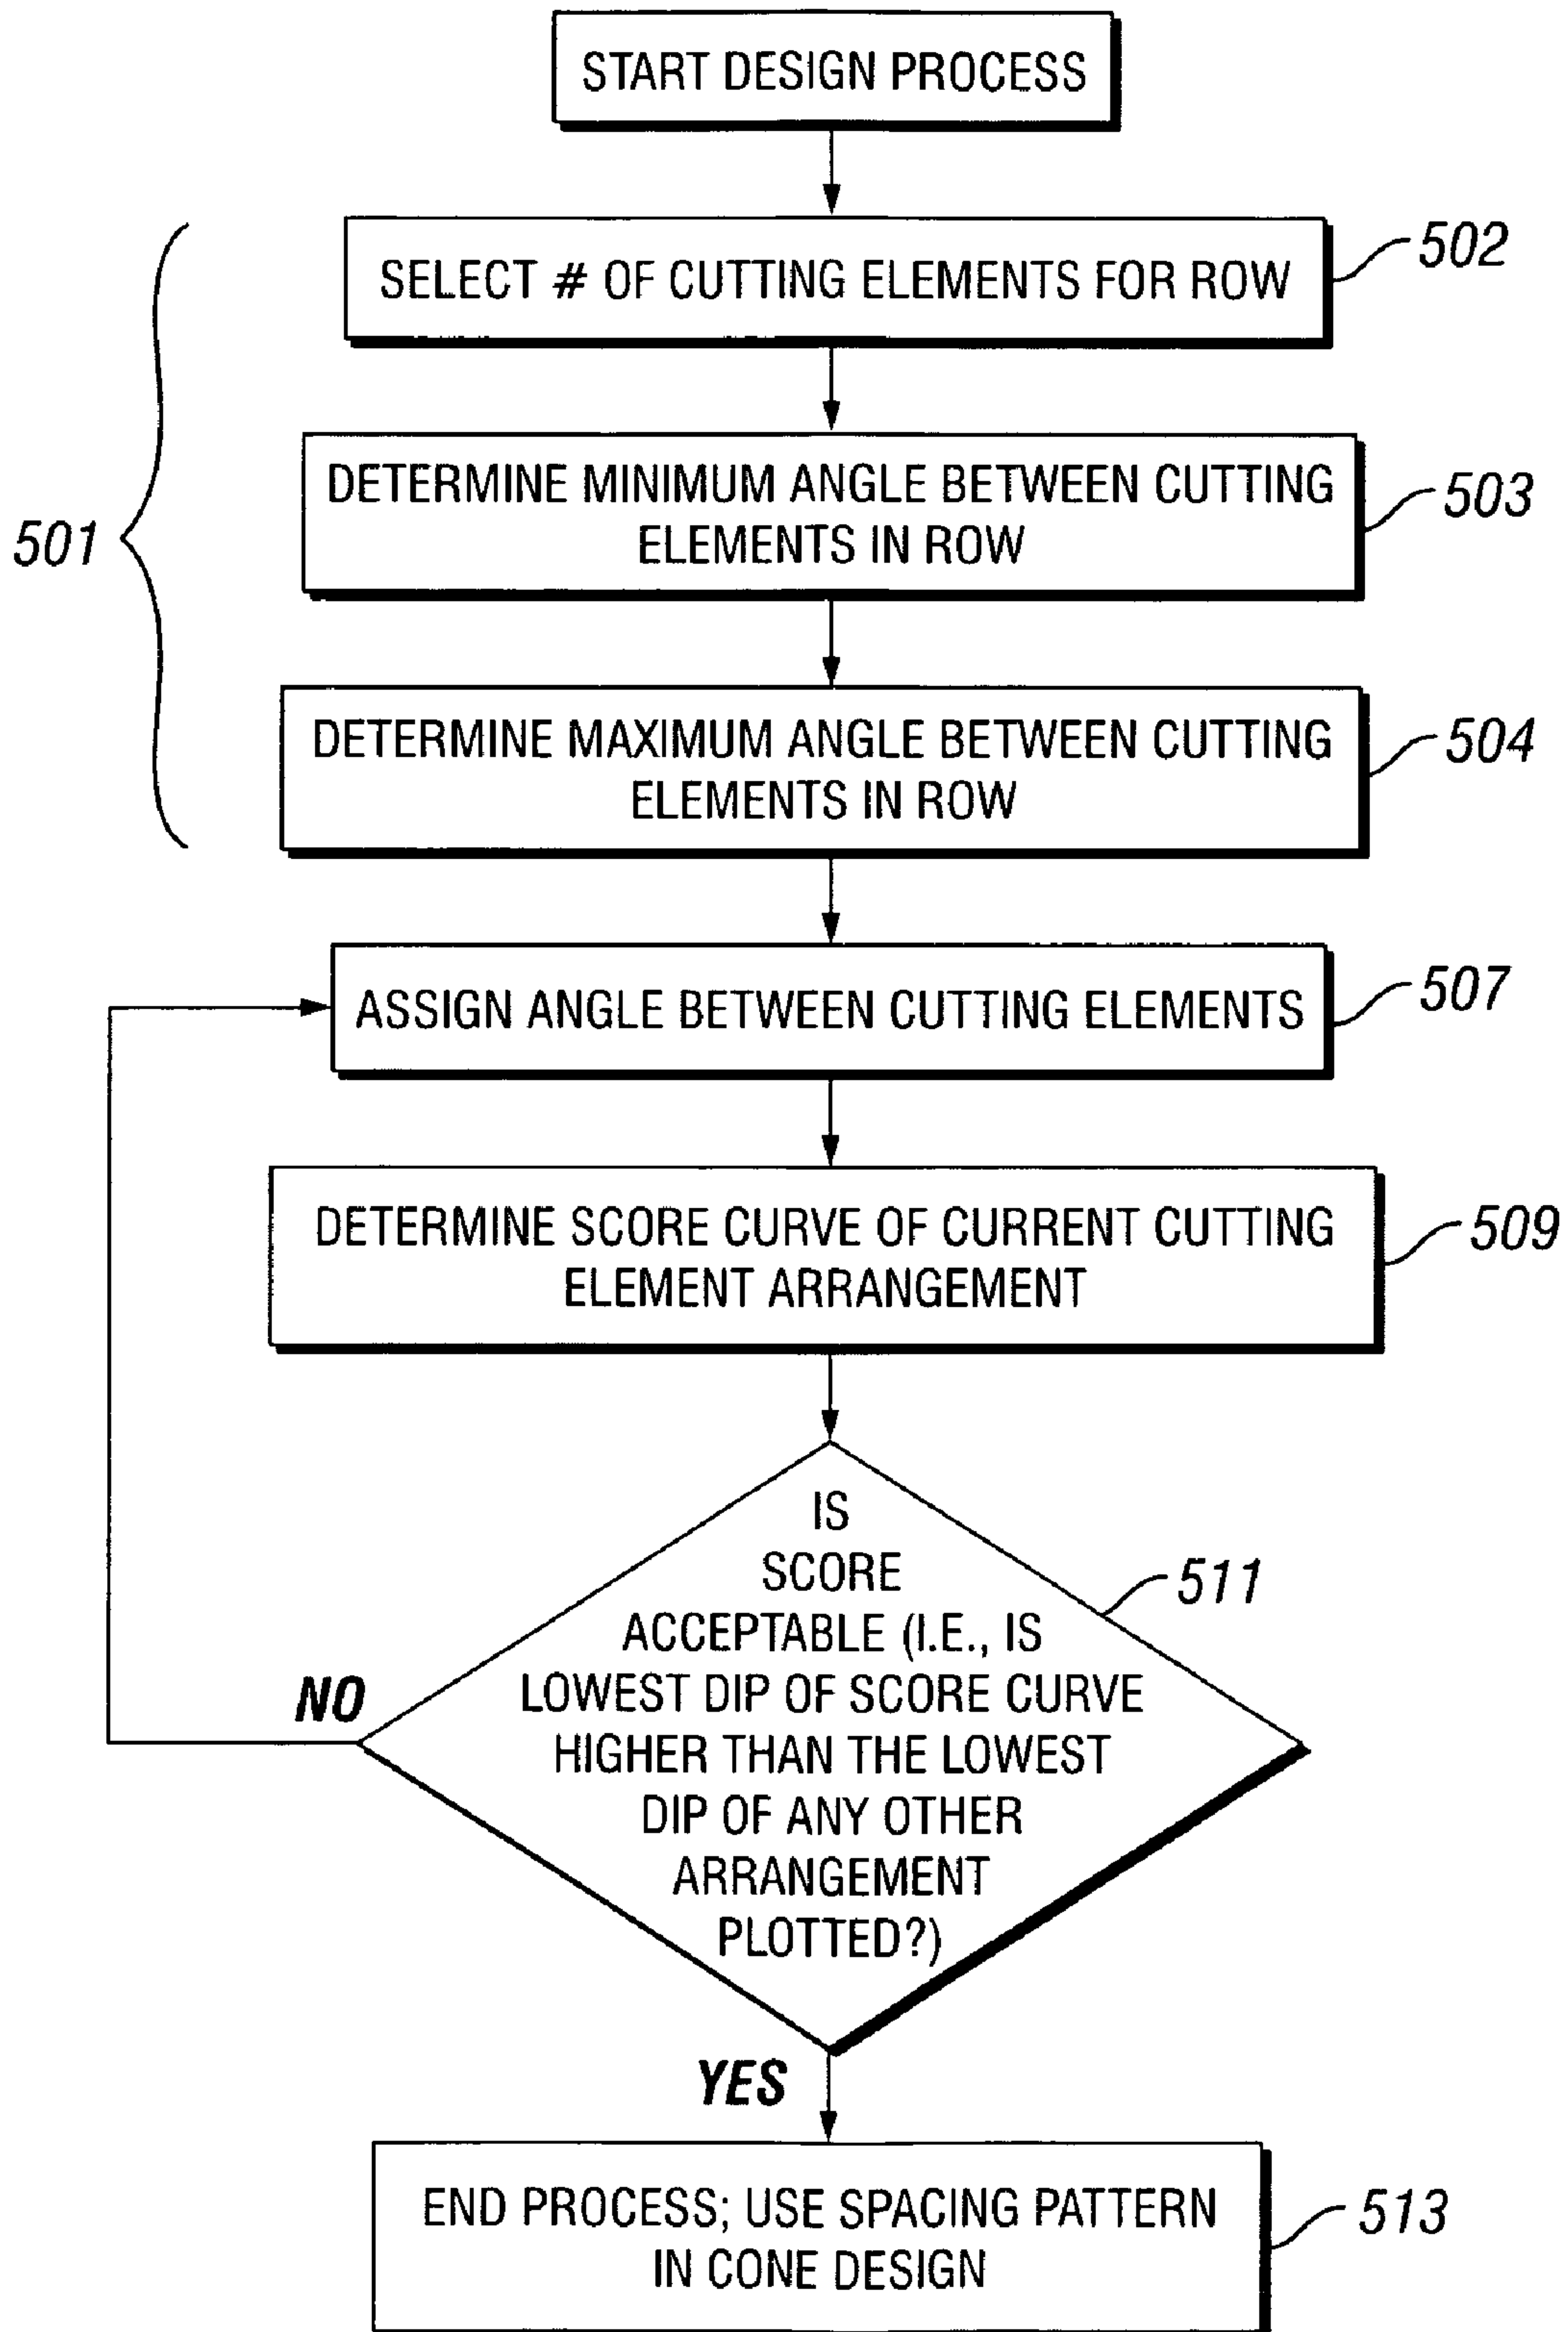 START DESIGN PROCESS
502
SELECT # OF CUTTING ELEMENTS FOR ROW
501
DETERMINE MINIMUM ANGLE BETWEEN CUTTING
ELEMENTS IN ROW
503
DETERMINE MAXIMUM ANGLE BETWEEN CUTTING
ELEMENTS IN ROW
504
ASSIGN ANGLE BETWEEN CUTTING ELEMENTS
507
DETERMINE SCORE CURVE OF CURRENT CUTTING
ELEMENT ARRANGEMENT
509
IS
SCORE
ACCEPTABLE (I.E., IS
LOWEST DIP OF SCORE CURVE
HIGHER THAN THE LOWEST
DIP OF ANY OTHER
ARRANGEMENT
PLOTTED?)
511
NO
YES
END PROCESS; USE SPACING PATTERN
IN CONE DESIGN
513